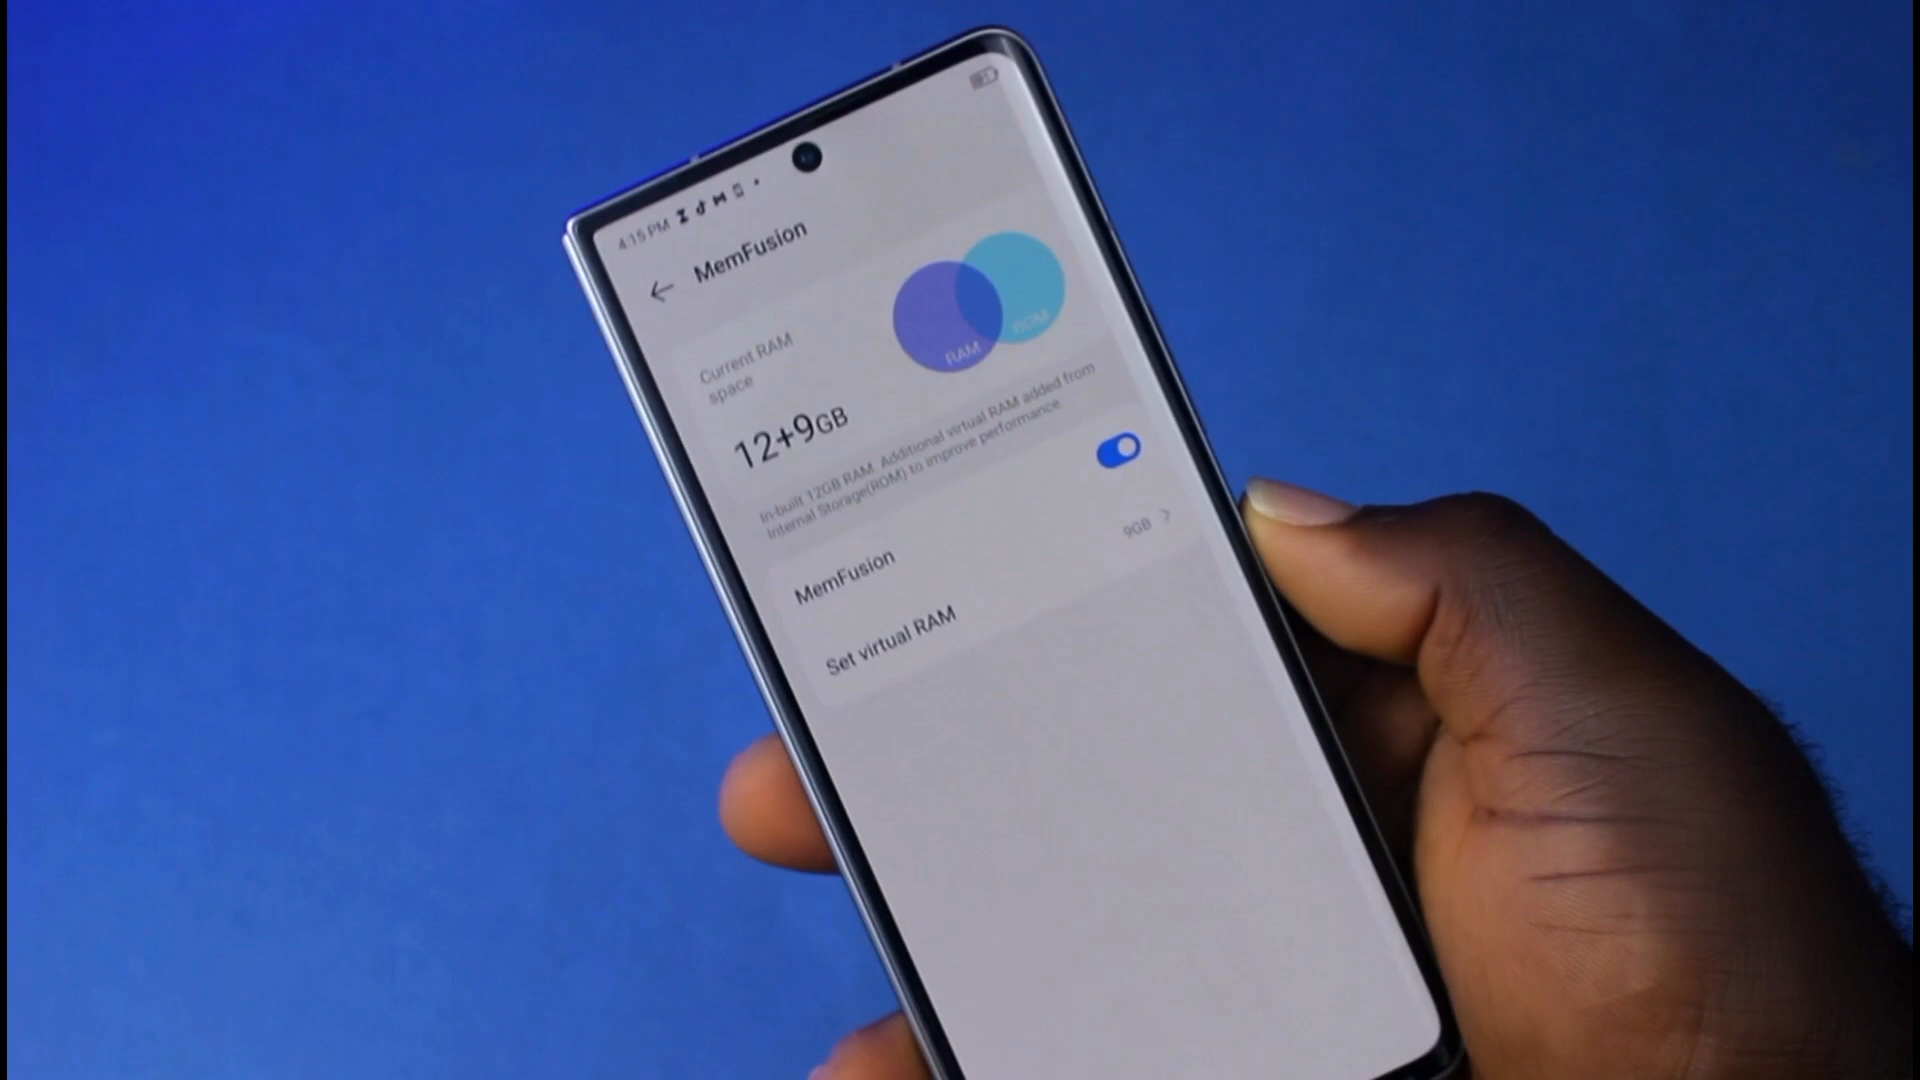 4:15 PM
MemFusion
Current RAM
space
12+9GB
RAM
ROM
In-built 12GB RAM. Additional virtual RAM added from
Internal Storage(ROM) to improve performance
MemFusion
Set virtual RAM
9GB